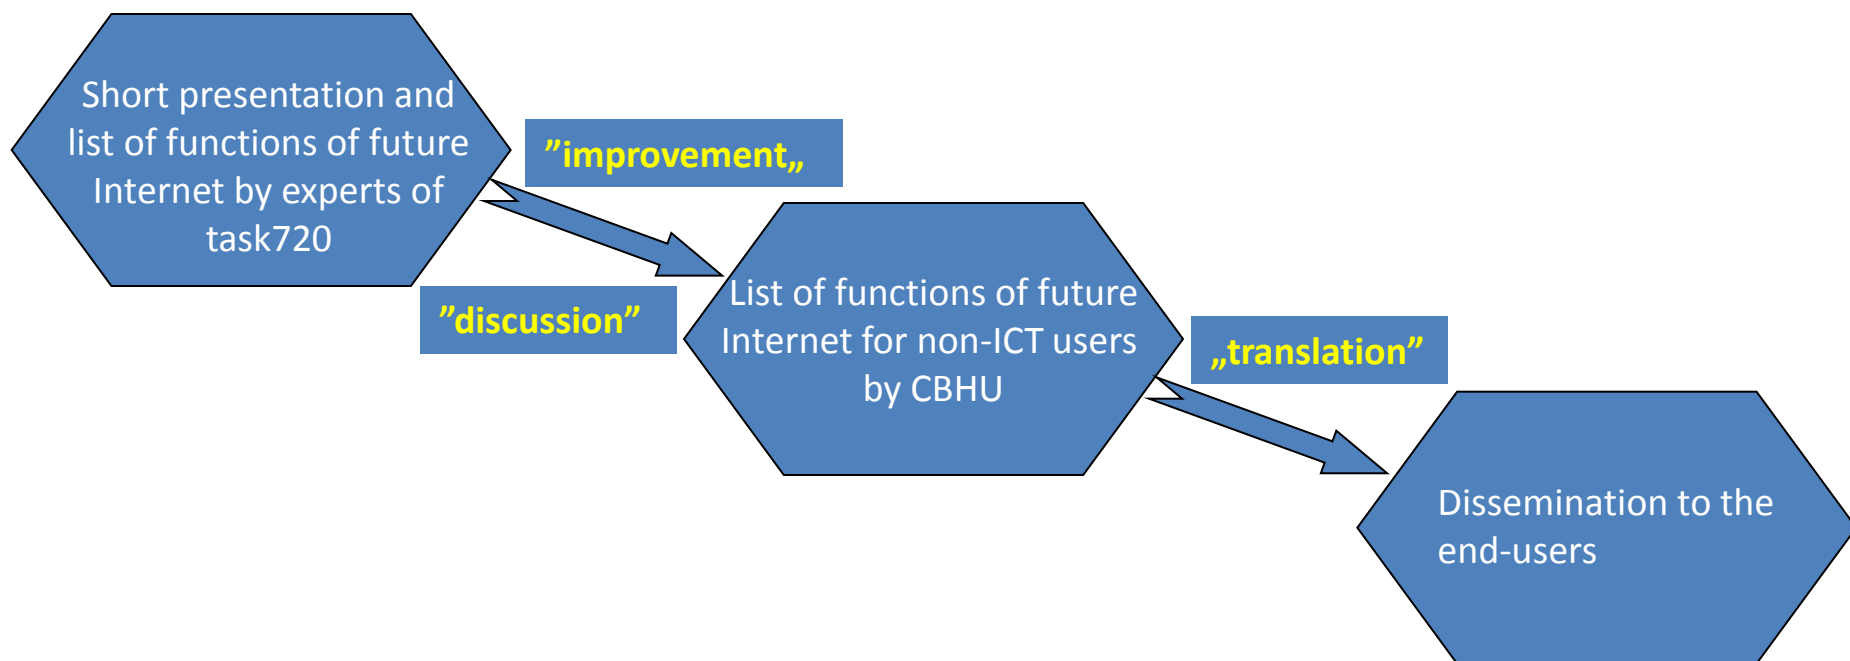 Short presentation and
list of functions of future
Internet by experts of
task720
”improvement„
”discussion”
List of functions of future
Internet for non-ICT users
by CBHU
„translation”
Dissemination to the
end-users